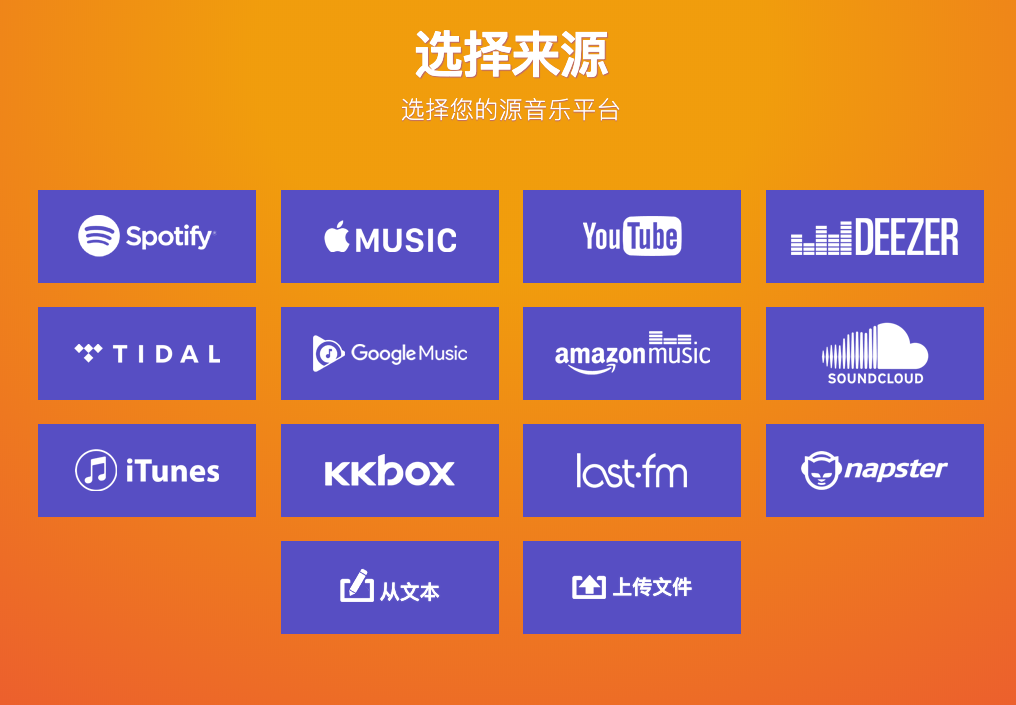 选择来源
选择您的源音乐平台
Spotify
MUSIC
YouTube
DEEZER
TIDAL
Google Music
amazon music
SOUNDCLOUD
iTunes
KKbox
last.fm
napster
从文本
上传文件